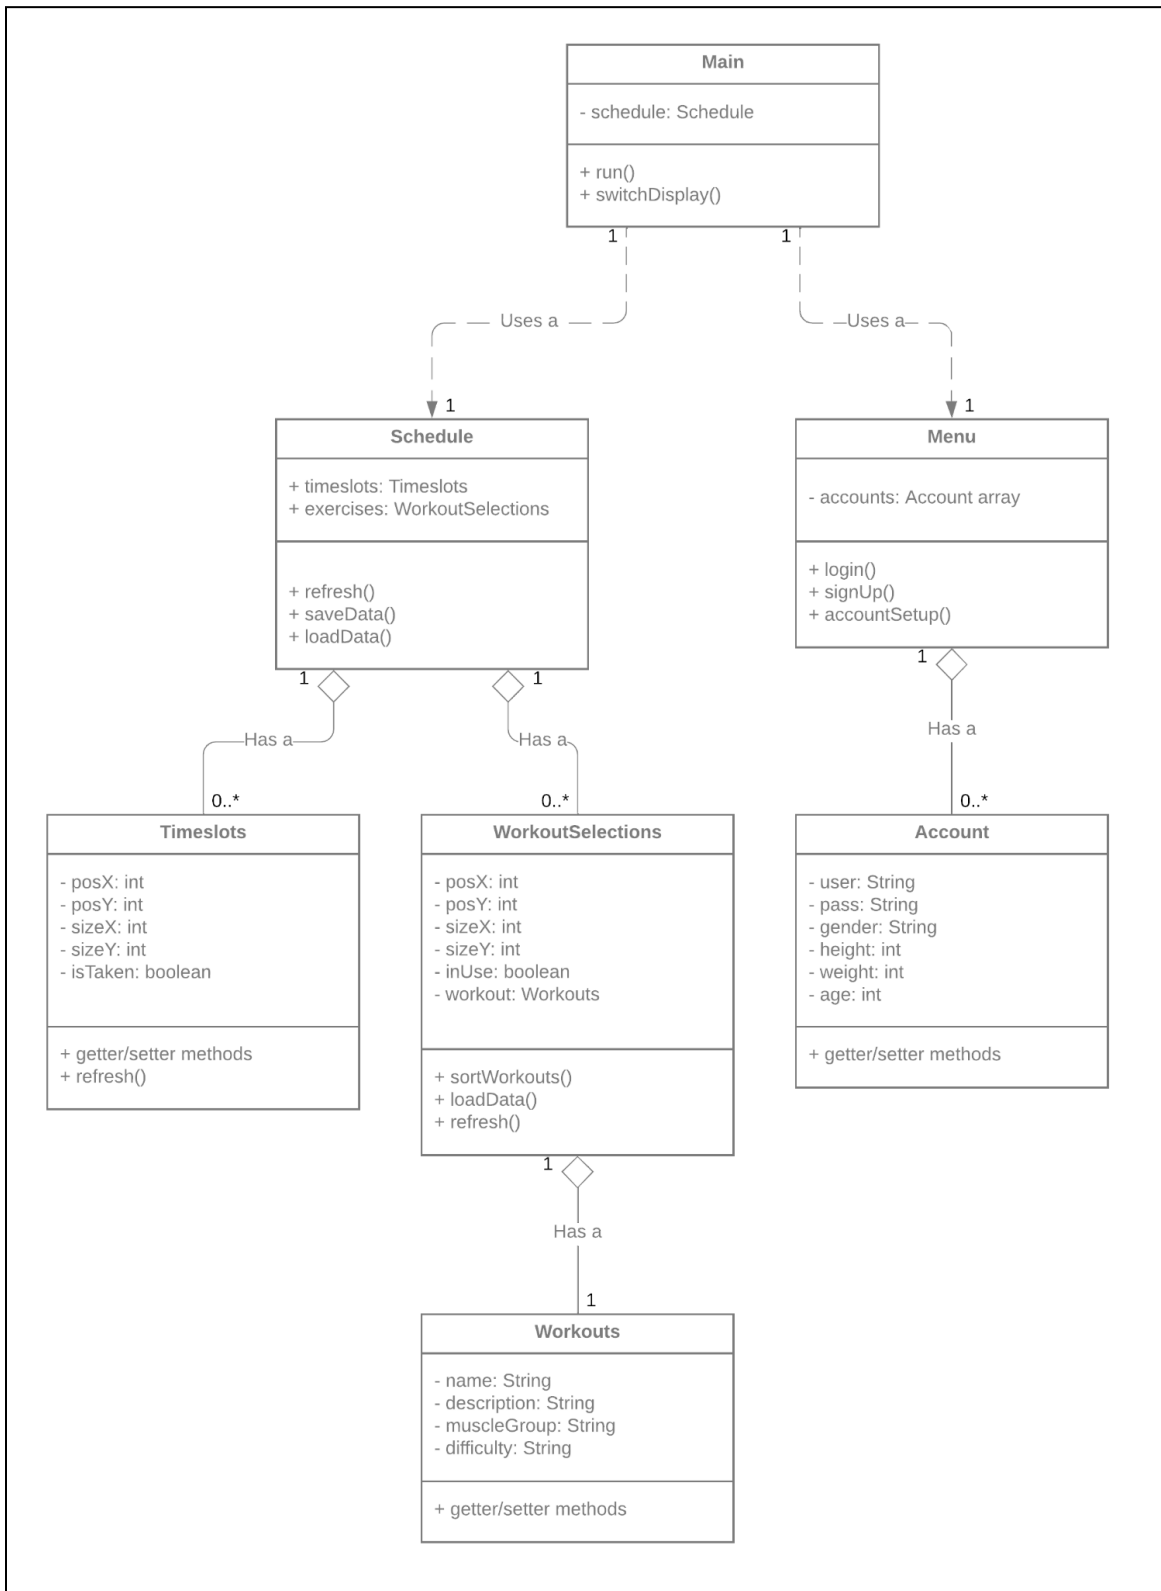 Main
- schedule: Schedule
+ run()
+ switchDisplay()
1
1
Uses a
Uses a
1
1
Schedule
+ timeslots: Timeslots
+ exercises: WorkoutSelections
+ refresh()
+ saveData()
+ loadData()
Menu
- accounts: Account array
+ login()
+ signUp()
+ accountSetup()
1
1
1
Has a
Has a
Has a
0..*
0..*
0..*
Timeslots
- posX: int
- posY: int
- sizeX: int
- sizeY: int
- isTaken: boolean
+ getter/setter methods
+ refresh()
WorkoutSelections
- posX: int
- posY: int
- sizeX: int
- sizeY: int
- inUse: boolean
- workout: Workouts
+ sortWorkouts()
+ loadData()
+ refresh()
Account
- user: String
- pass: String
- gender: String
- height: int
- weight: int
- age: int
+ getter/setter methods
1
Has a
1
Workouts
- name: String
- description: String
- muscleGroup: String
- difficulty: String
+ getter/setter methods